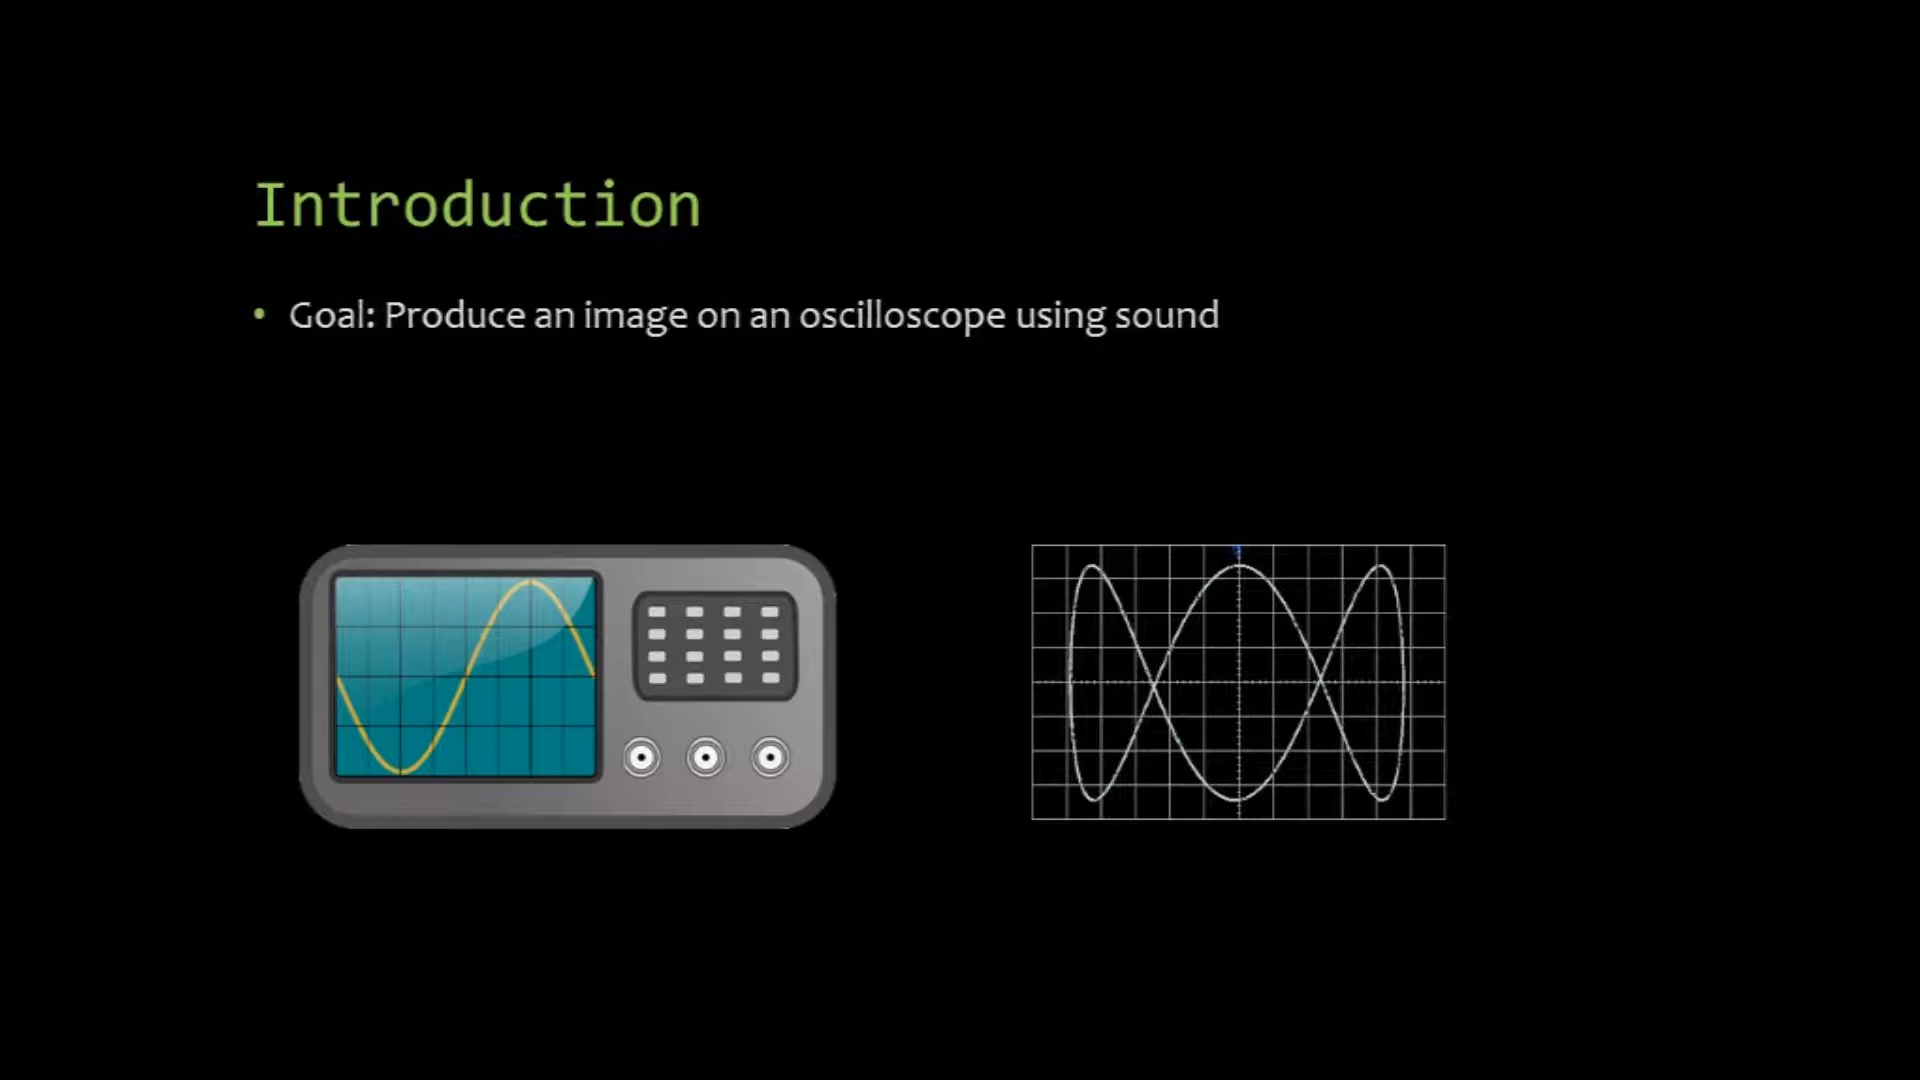 Introduction
• Goal: Produce an image on an oscilloscope using sound